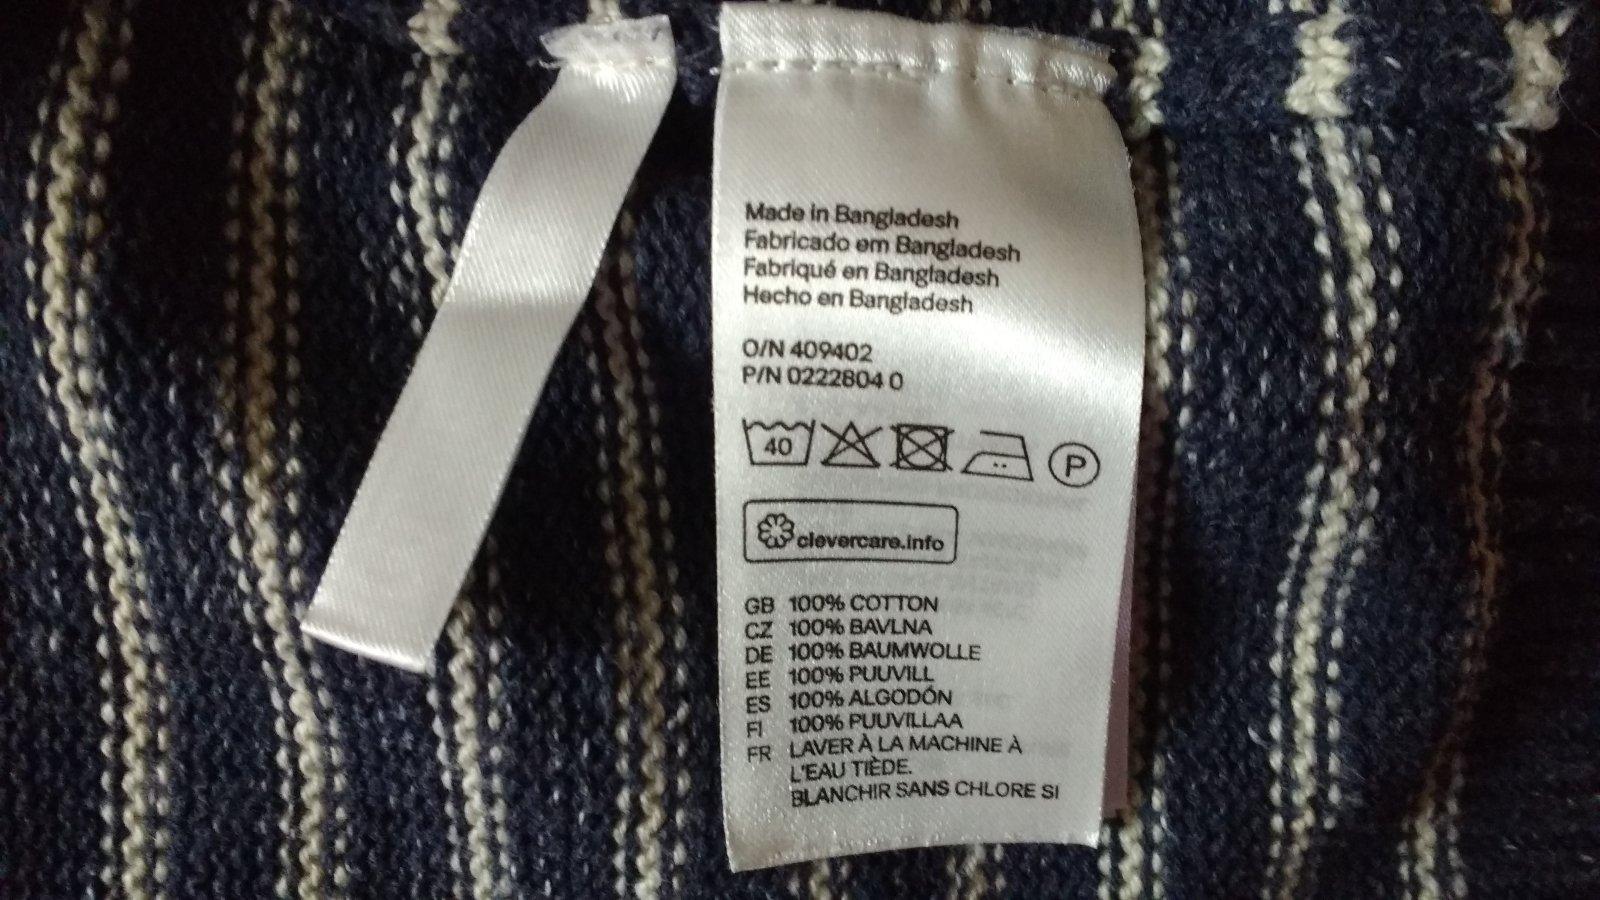 Made in Bangladesh
Fabricado em Bangladesh
Fabriqué en Bangladesh
Hecho en Bangladesh
O/N 409402
P/N 0222804 0
40
P
clevercare.info
GB 100% COTTON
CZ 100% BAVLNA
DE 100% BAUMWOLLE
EE 100% PUUVILL
ES 100% ALGODÓN
FI 100% PUUVILLAA
FR LAVER À LA MACHINE À
L'EAU TIÈDE.
BLANCHIR SANS CHLORE SI